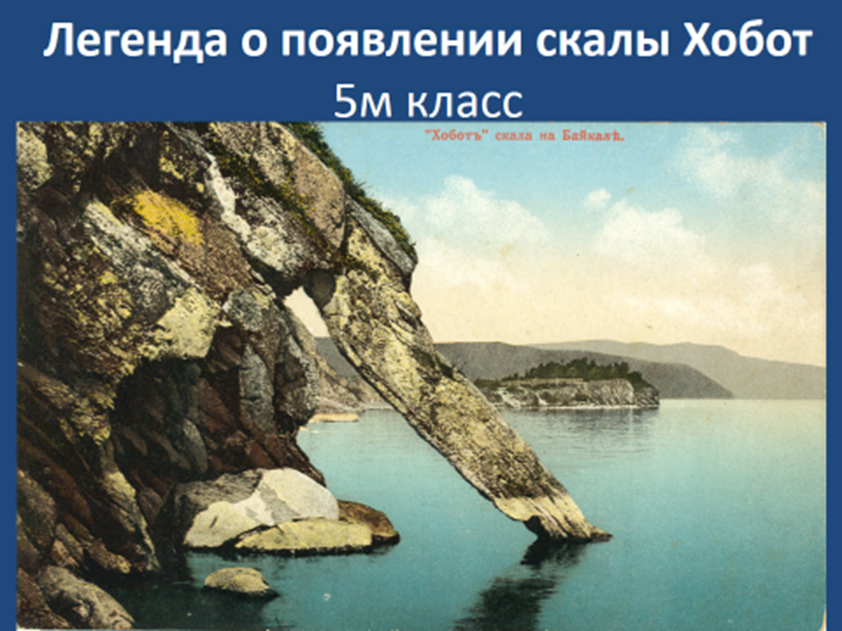 Легенда о появлении скалы Хобот
5м класс
"Хоботъ" скала на Байкалѣ.